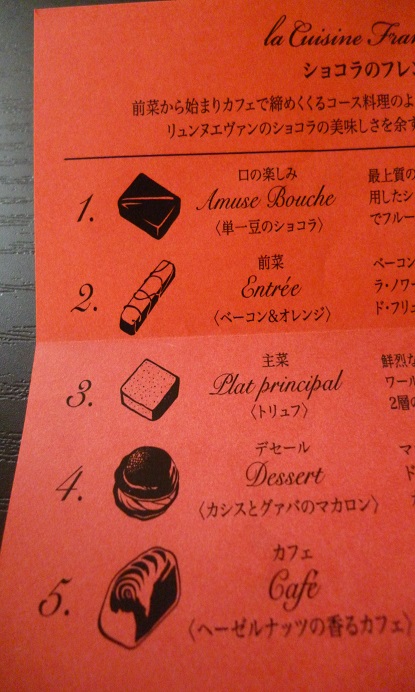 la Cuisine Fran
ショコラのフレン
前菜から始まりカフェで締めくくるコース料理のよ
リュンヌエヴァンのショコラの美味しさを余す
1.
口の楽しみ
Amuse Bouche
〈単一豆のショコラ〉
最上質の
用したシ
でフルー
2.
前菜
Entrée
〈ベーコン&オレンジ〉
ベーコン
ラ・ノワー
ド・フリュ
3.
主菜
Plat principal
〈トリュフ〉
鮮烈な
ワール
2層の
4.
デセール
Dessert
〈カシスとグァバのマカロン〉
マ
ド
5.
カフェ
Café
〈ヘーゼルナッツの香るカフェ〉